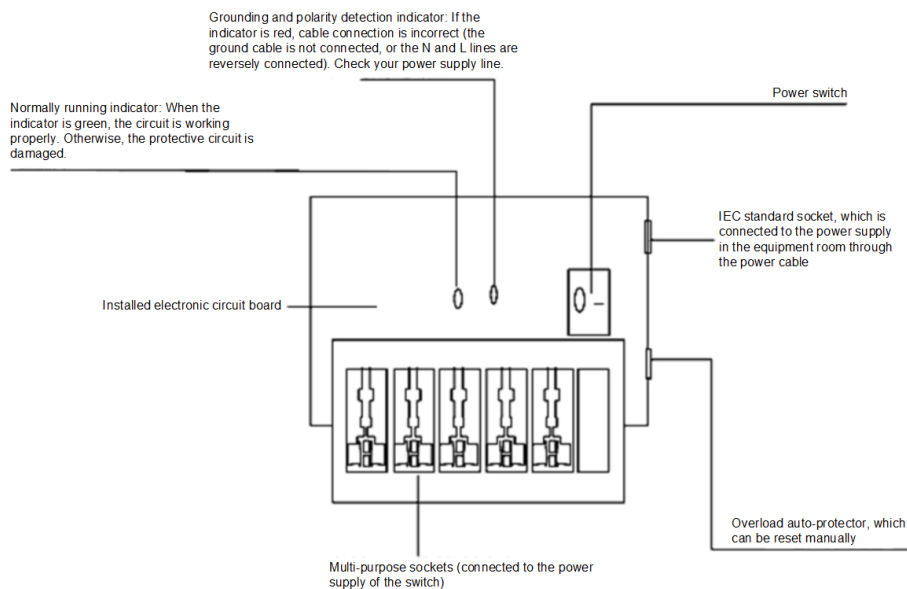 Grounding and polarity detection indicator: If the
indicator is red, cable connection is incorrect (the
ground cable is not connected, or the N and L lines are
reversely connected). Check your power supply line.
Power switch
Normally running indicator: When the
indicator is green, the circuit is working
properly. Otherwise, the protective circuit is
damaged.
IEC standard socket, which is
connected to the power supply
in the equipment room through
the power cable
Installed electronic circuit board
Overload auto-protector, which
can be reset manually
Multi-purpose sockets (connected to the power
supply of the switch)